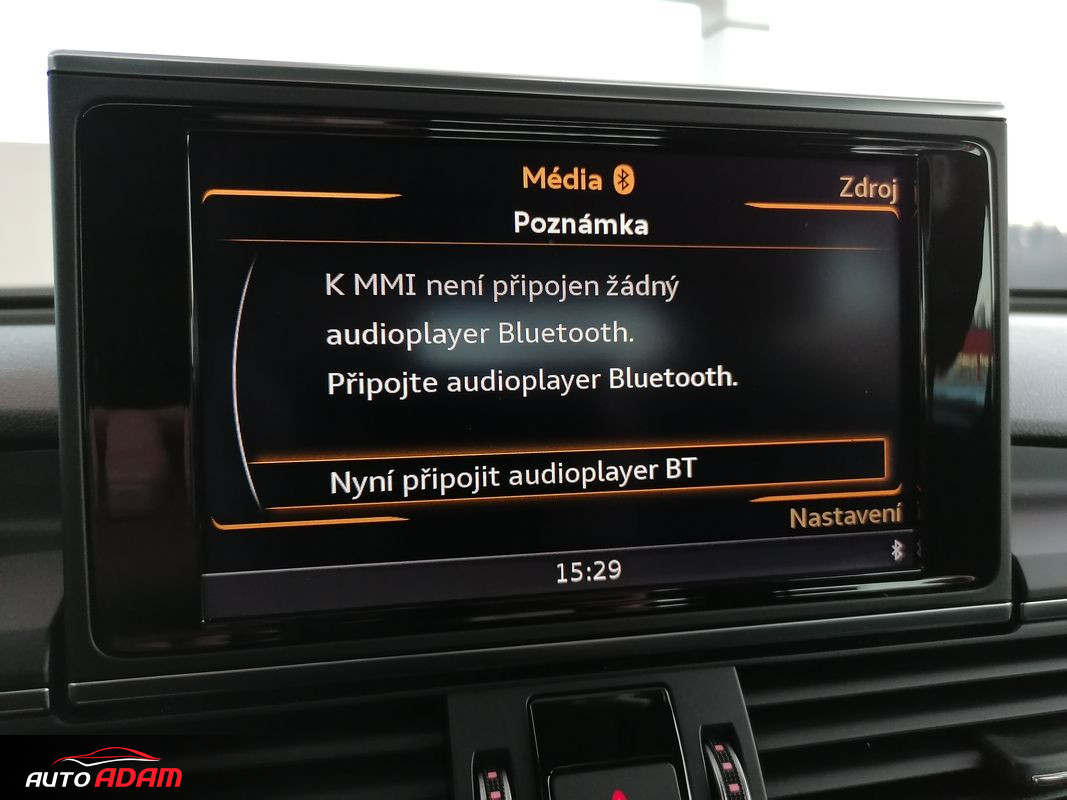 Média
Zdroj
Poznámka
K MMI není připojen žádný
audioplayer Bluetooth.
Připojte audioplayer Bluetooth.
Nyní připojit audioplayer BT
Nastavení
15:29
AUTO ADAM